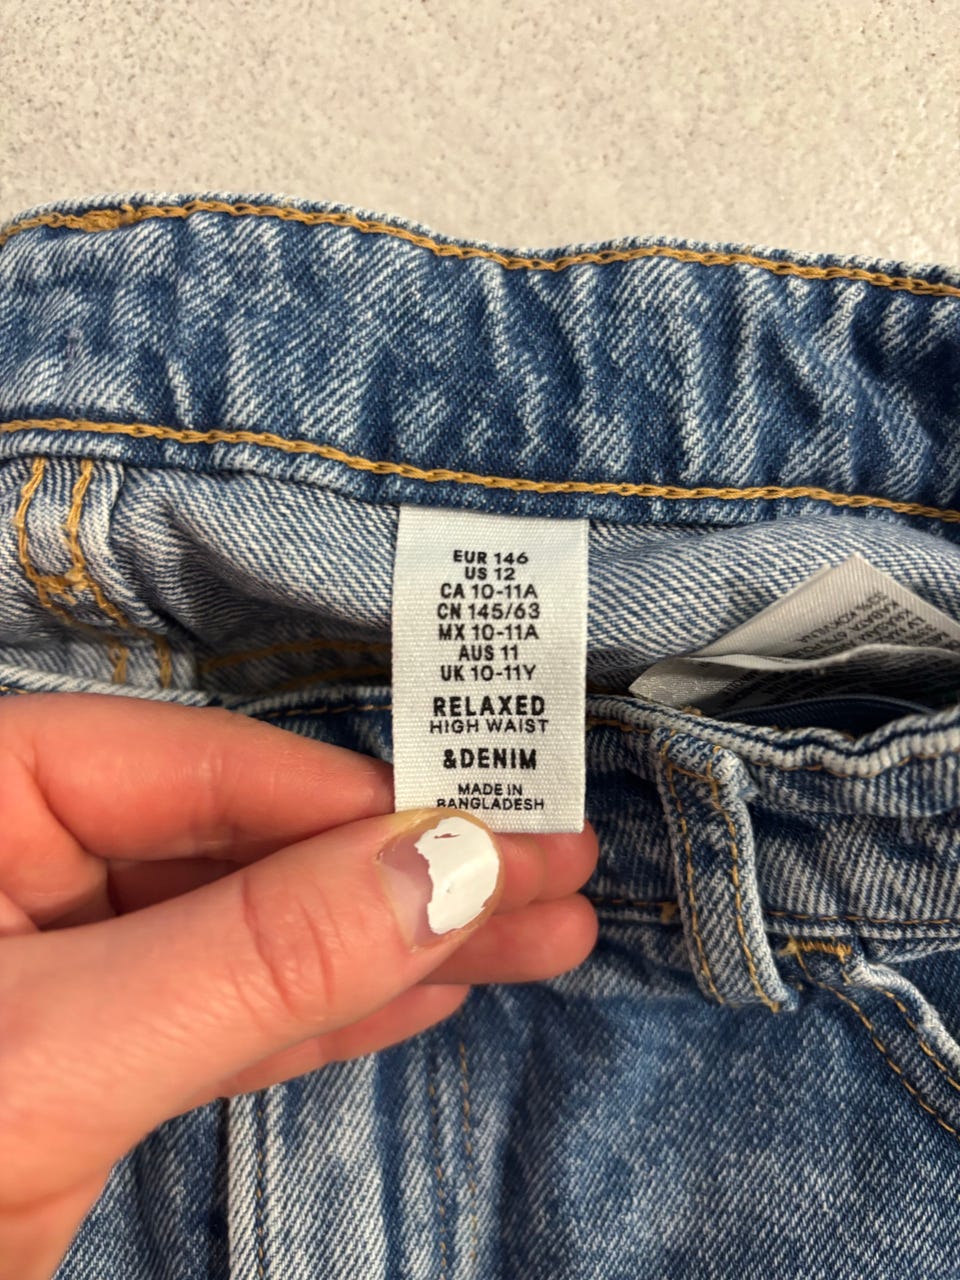 EUR 146
US 12
CA 10-11A
CN 145/63
MX 10-11A
AUS 11
UK 10-11Y
RELAXED
HIGH WAIST
&DENIM
MADE IN
BANGLADESH